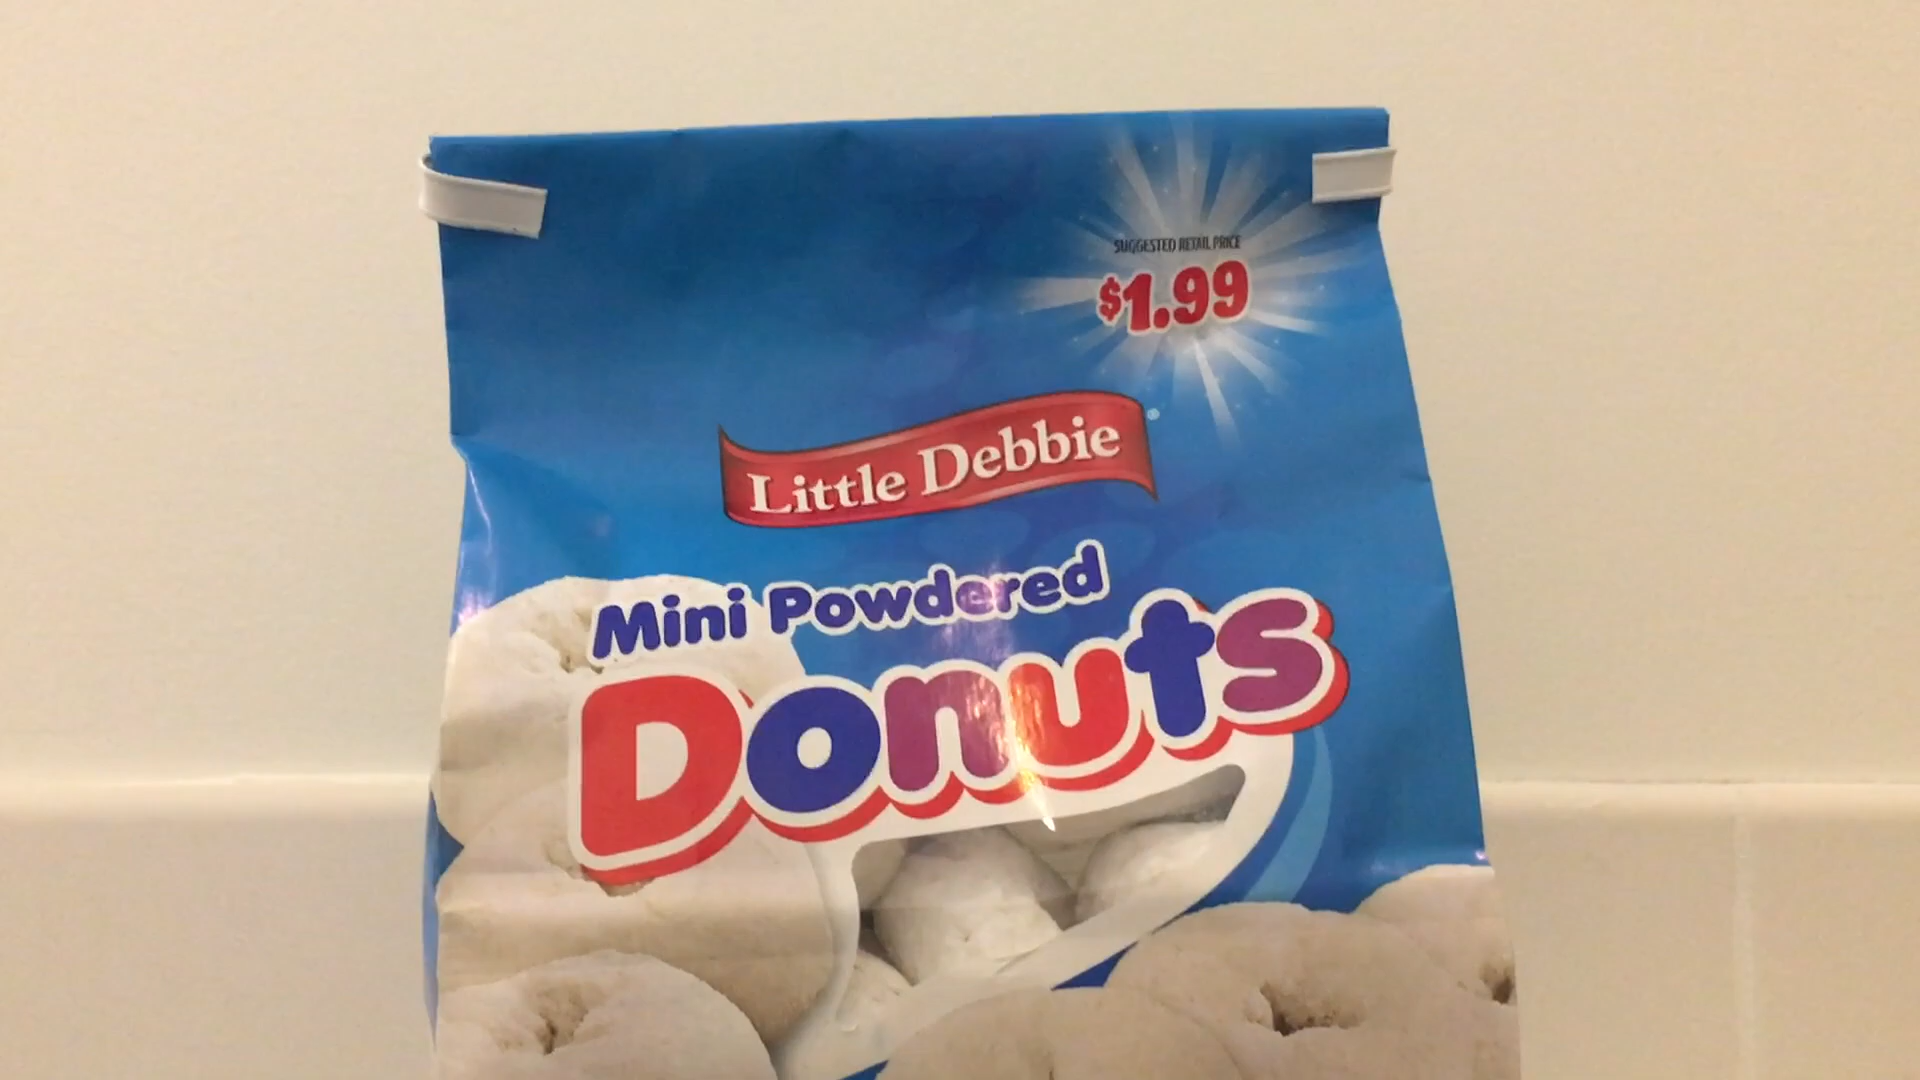 SUGGESTED RETAIL PRICE
$1.99
Little Debbie®
Mini Powdered
Donuts